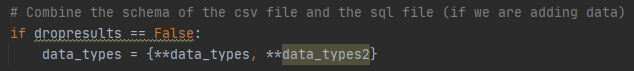 # Combine the schema of the csv file and the sql file (if we are adding data)
if dropresults == False:
    data_types = {**data_types, **data_types2}